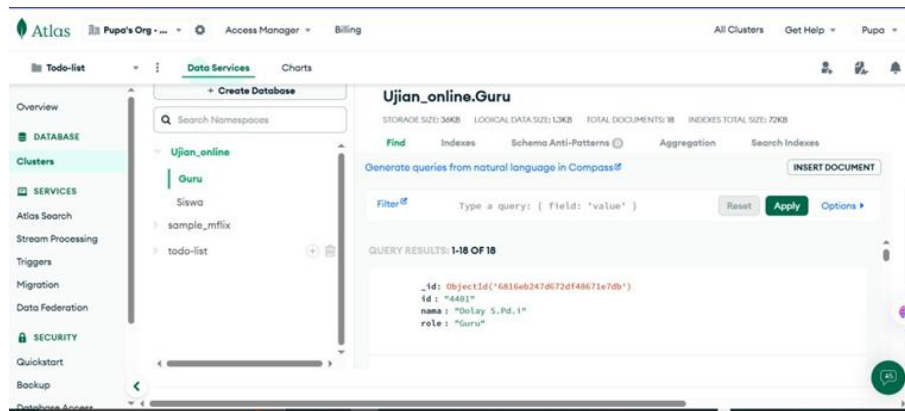 Atlas
Pupa's Org - ...
Access Manager
Billing
All Clusters
Get Help
Pupa
Todo-list
Data Services
Charts
Overview
DATABASE
Clusters
SERVICES
Atlas Search
Stream Processing
Triggers
Migration
Data Federation
SECURITY
Quickstart
Backup
Database Access
+ Create Database
Search Namespaces
Ujian_online
Guru
Siswa
sample_mflix
todo-list
Ujian_online.Guru
STORAGE SIZE: 36KB LOGICAL DATA SIZE: 1.3KB TOTAL DOCUMENTS: 18 INDEXES TOTAL SIZE: 72KB
Find Indexes Schema Anti-Patterns Aggregation Search Indexes
Generate queries from natural language in Compass
INSERT DOCUMENT
Filter
Type a query: { field: 'value' }
Reset
Apply
Options
QUERY RESULTS: 1-18 OF 18
_id: ObjectId('6816eb247d672df48671e7db')
id : "4401"
nama : "Dolay S.Pd.i"
role : "Guru"